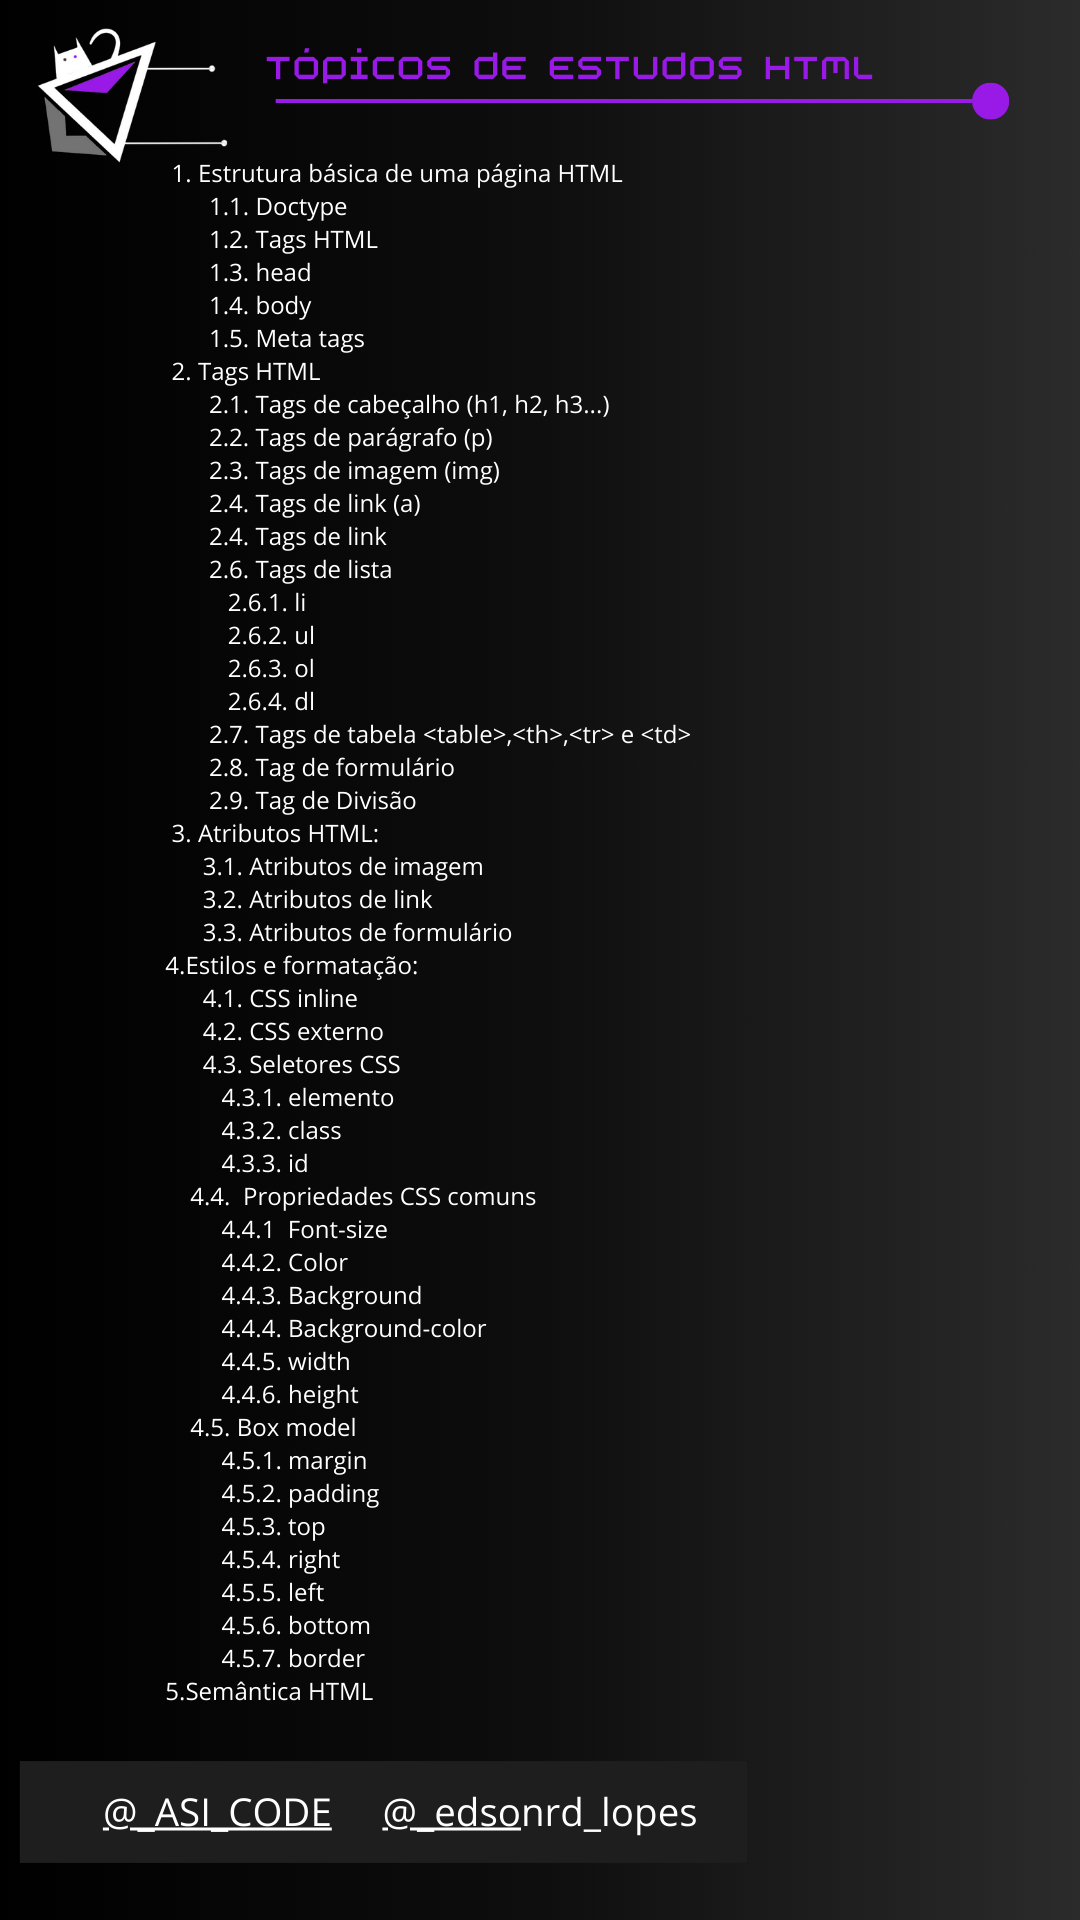 TÓPICOS DE ESTUDOS HTML
1. Estrutura básica de uma página HTML
1.1. Doctype
1.2. Tags HTML
1.3. head
1.4. body
1.5. Meta tags
2. Tags HTML
2.1. Tags de cabeçalho (h1, h2, h3...)
2.2. Tags de parágrafo (p)
2.3. Tags de imagem (img)
2.4. Tags de link (a)
2.4. Tags de link
2.6. Tags de lista
2.6.1. li
2.6.2. ul
2.6.3. ol
2.6.4. dl
2.7. Tags de tabela <table>,<th>,<tr> e <td>
2.8. Tag de formulário
2.9. Tag de Divisão
3. Atributos HTML:
3.1. Atributos de imagem
3.2. Atributos de link
3.3. Atributos de formulário
4.Estilos e formatação:
4.1. CSS inline
4.2. CSS externo
4.3. Seletores CSS
4.3.1. elemento
4.3.2. class
4.3.3. id
4.4.  Propriedades CSS comuns
4.4.1  Font-size
4.4.2. Color
4.4.3. Background
4.4.4. Background-color
4.4.5. width
4.4.6. height
4.5. Box model
4.5.1. margin
4.5.2. padding
4.5.3. top
4.5.4. right
4.5.5. left
4.5.6. bottom
4.5.7. border
5.Semântica HTML
@_ASI_CODE @_edsonrd_lopes